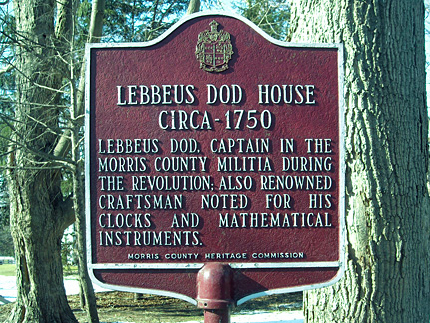 LEBBEUS DOD HOUSE
CIRCA-1750
LEBBEUS DOD, CAPTAIN IN THE
MORRIS COUNTY MILITIA DURING
THE REVOLUTION; ALSO RENOWNED
CRAFTSMAN NOTED FOR HIS
CLOCKS AND MATHEMATICAL
INSTRUMENTS.
MORRIS COUNTY HERITAGE COMMISSION